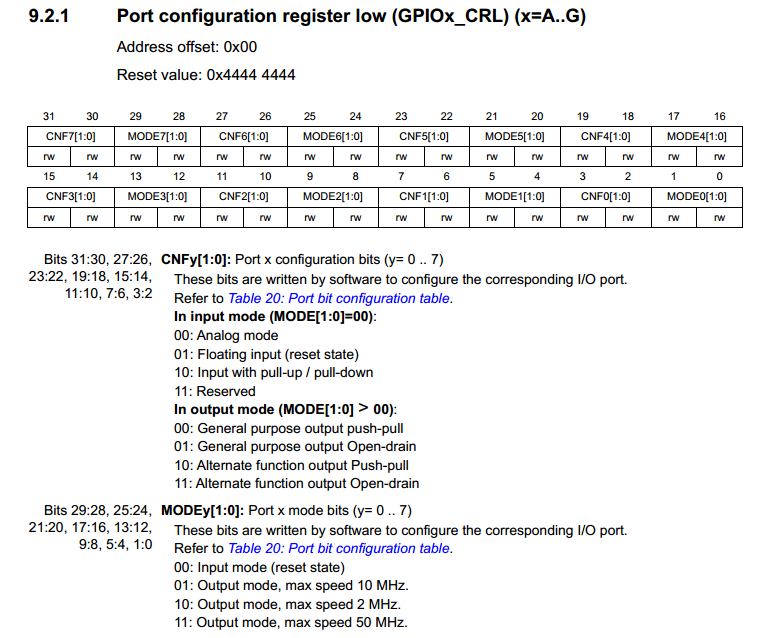 9.2.1 Port configuration register low (GPIOx_CRL) (x=A..G)
Address offset: 0x00
Reset value: 0x4444 4444
31 30 29 28 27 26 25 24 23 22 21 20 19 18 17 16
CNF7[1:0] MODE7[1:0] CNF6[1:0] MODE6[1:0] CNF5[1:0] MODE5[1:0] CNF4[1:0] MODE4[1:0]
rw rw rw rw rw rw rw rw rw rw rw rw rw rw rw rw
15 14 13 12 11 10 9 8 7 6 5 4 3 2 1 0
CNF3[1:0] MODE3[1:0] CNF2[1:0] MODE2[1:0] CNF1[1:0] MODE1[1:0] CNF0[1:0] MODE0[1:0]
rw rw rw rw rw rw rw rw rw rw rw rw rw rw rw rw
Bits 31:30, 27:26, CNFy[1:0]: Port x configuration bits (y= 0 .. 7)
23:22, 19:18, 15:14, These bits are written by software to configure the corresponding I/O port.
11:10, 7:6, 3:2 Refer to Table 20: Port bit configuration table.
In input mode (MODE[1:0]=00):
00: Analog mode
01: Floating input (reset state)
10: Input with pull-up / pull-down
11: Reserved
In output mode (MODE[1:0] > 00):
00: General purpose output push-pull
01: General purpose output Open-drain
10: Alternate function output Push-pull
11: Alternate function output Open-drain
Bits 29:28, 25:24, MODEy[1:0]: Port x mode bits (y= 0 .. 7)
21:20, 17:16, 13:12, These bits are written by software to configure the corresponding I/O port.
9:8, 5:4, 1:0 Refer to Table 20: Port bit configuration table.
00: Input mode (reset state)
01: Output mode, max speed 10 MHz.
10: Output mode, max speed 2 MHz.
11: Output mode, max speed 50 MHz.